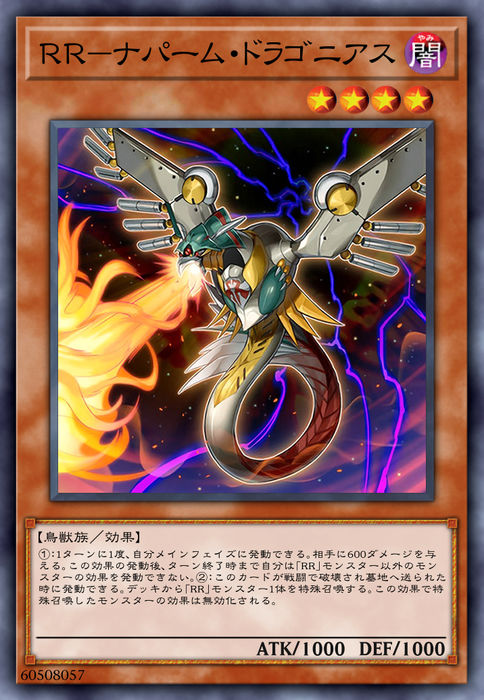 RR－ナパーム・ドラゴニアス
やみ
闇
【鳥獣族／効果】
①：1ターンに1度、自分メインフェイズに発動できる。相手に600ダメージを与
える。この効果の発動後、ターン終了時まで自分は「RR」モンスター以外のモン
スターの効果を発動できない。②：このカードが戦闘で破壊され墓地へ送られた
時に発動できる。デッキから「RR」モンスター1体を特殊召喚する。この効果で特
殊召喚したモンスターの効果は無効化される。
ATK/1000 DEF/1000
60508057